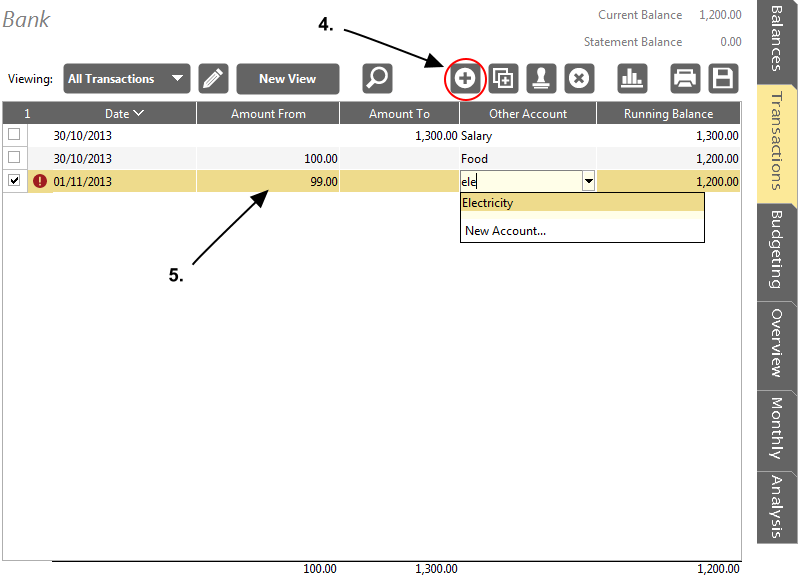 Bank
Current Balance 1,200.00
Statement Balance 0.00
4.
Viewing: All Transactions New View
1 Date Amount From Amount To Other Account Running Balance
30/10/2013 1,300.00 Salary 1,300.00
30/10/2013 100.00 Food 1,200.00
01/11/2013 99.00 ele 1,200.00
Electricity
New Account...
5.
100.00 1,300.00 1,200.00
Balances
Transactions
Budgeting
Overview
Monthly
Analysis